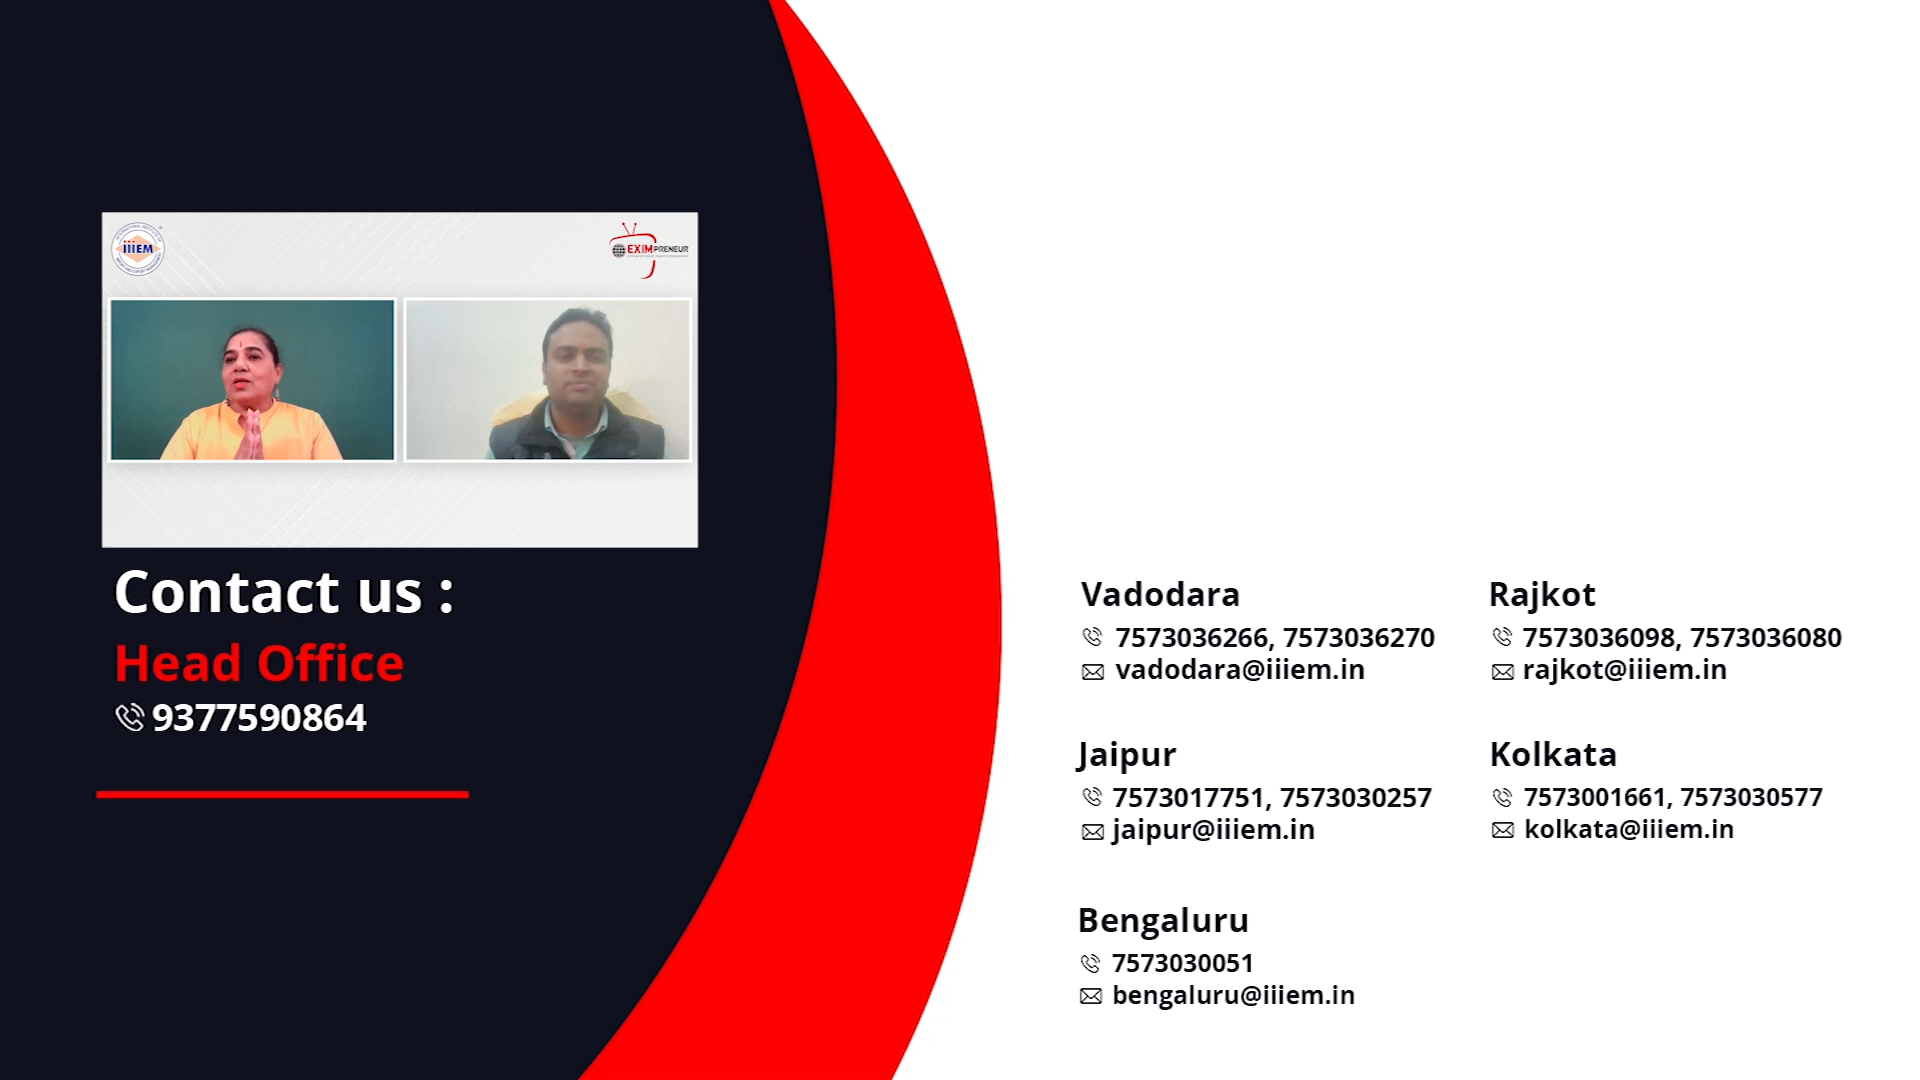 iiiEM
EXIMPRENEUR
Contact us :
Head Office
9377590864
Vadodara
7573036266, 7573036270
vadodara@iiiem.in
Rajkot
7573036098, 7573036080
rajkot@iiiem.in
Jaipur
7573017751, 7573030257
jaipur@iiiem.in
Kolkata
7573001661, 7573030577
kolkata@iiiem.in
Bengaluru
7573030051
bengaluru@iiiem.in